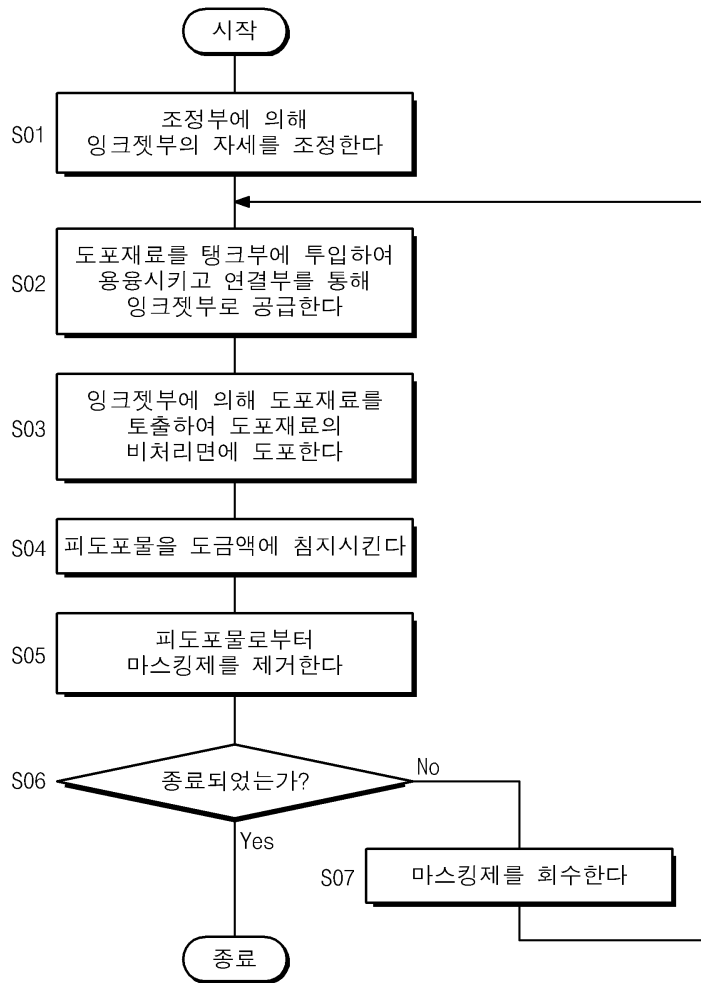 시작
S01
조정부에 의해
잉크젯부의 자세를 조정한다
S02
도포재료를 탱크부에 투입하여
용융시키고 연결부를 통해
잉크젯부로 공급한다
S03
잉크젯부에 의해 도포재료를
토출하여 도포재료의
비처리면에 도포한다
S04
피도포물을 도금액에 침지시킨다
S05
피도포물로부터
마스킹제를 제거한다
S06
종료되었는가?
No
Yes
S07
마스킹제를 회수한다
종료